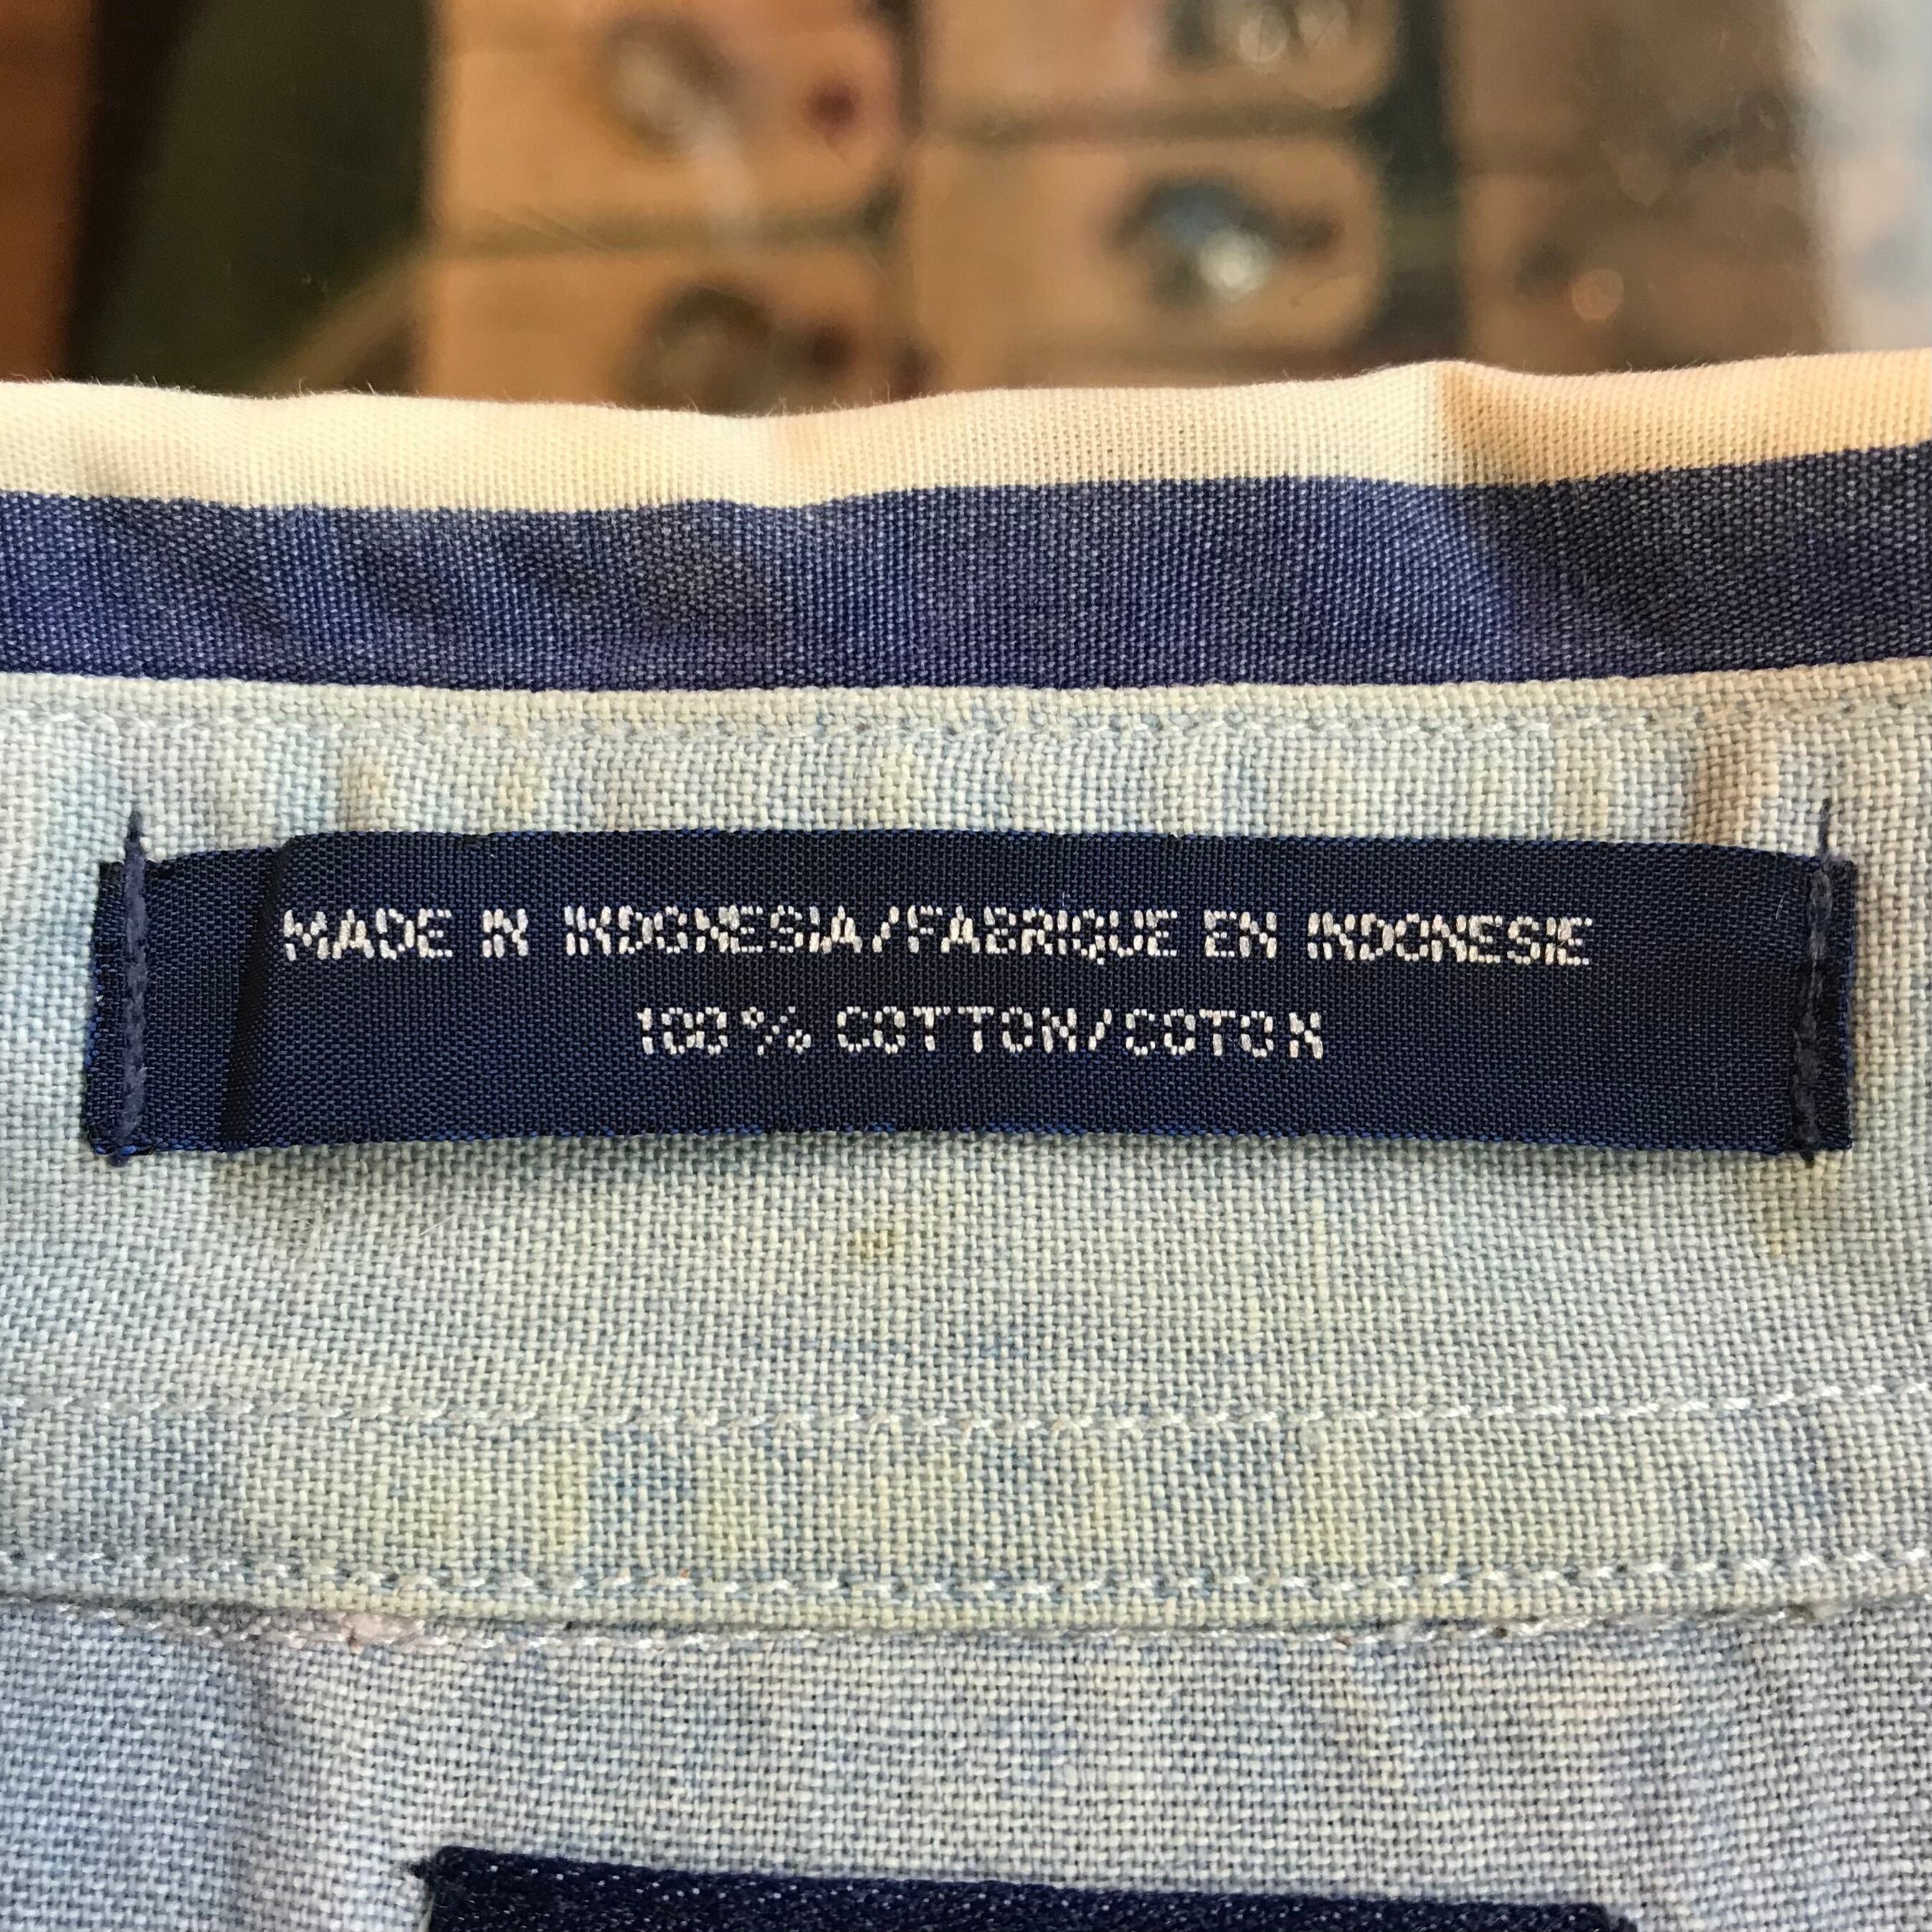 MADE IN INDONESIA/FABRIQUE EN INDONESIE
100% COTTON/COTON